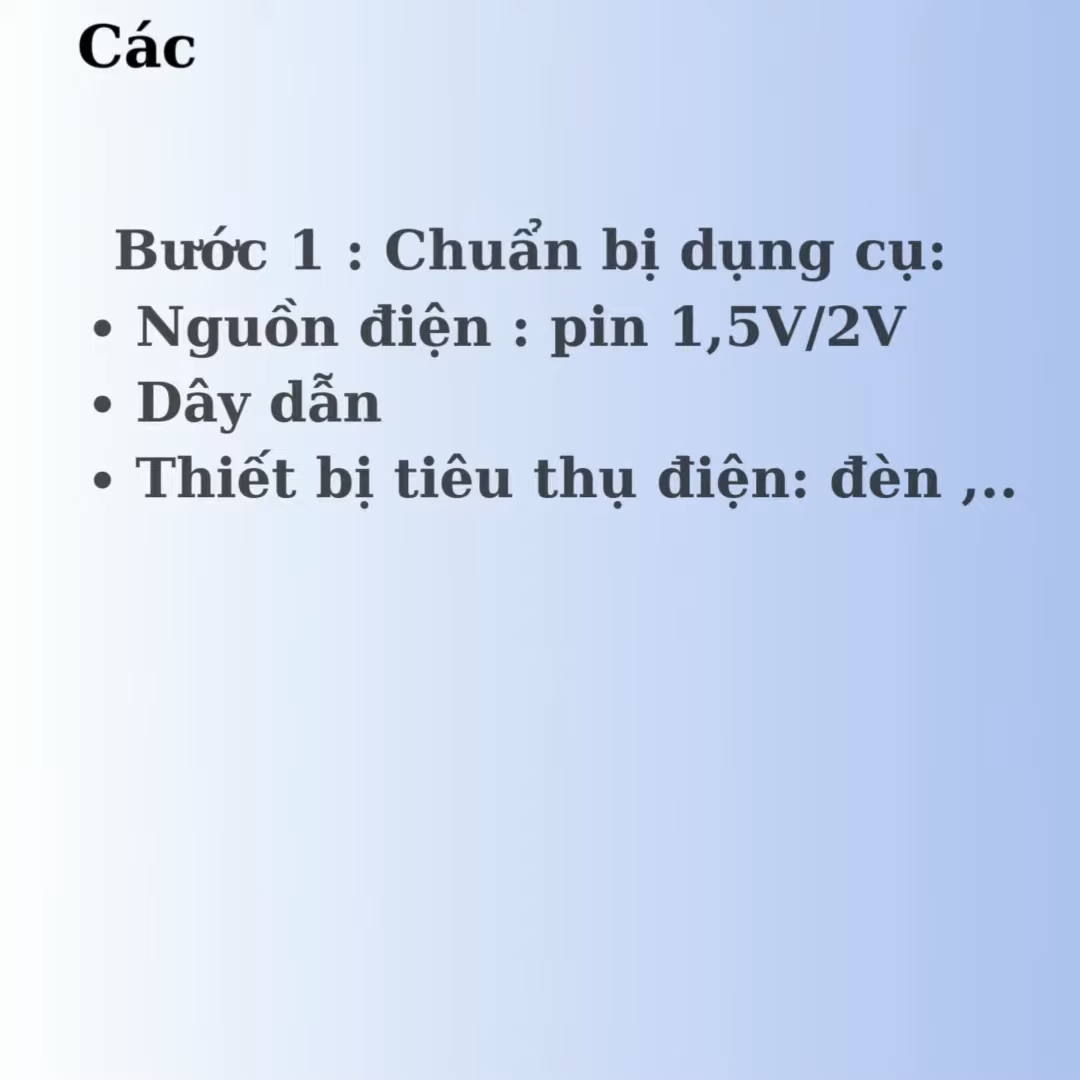 Các
Bước 1 : Chuẩn bị dụng cụ:
• Nguồn điện : pin 1,5V/2V
• Dây dẫn
• Thiết bị tiêu thụ điện: đèn ,..